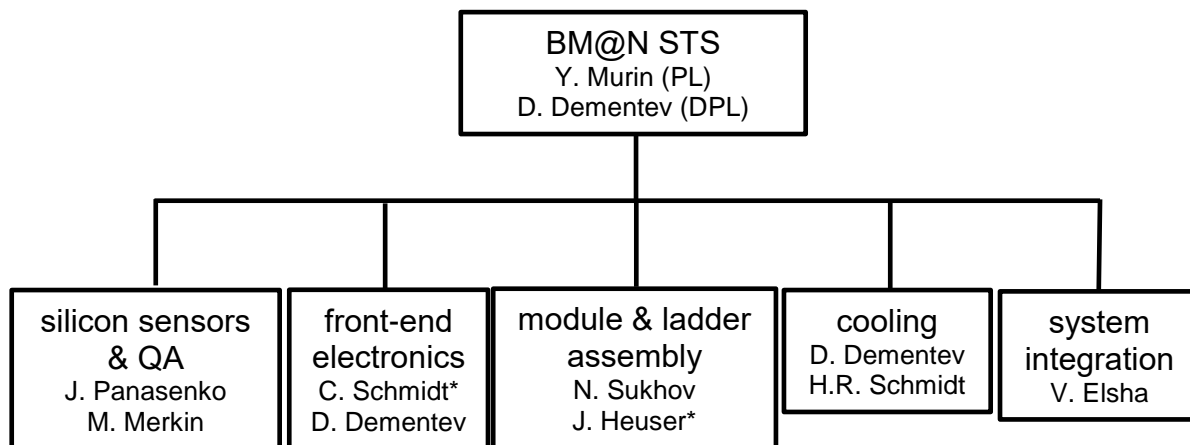 BM@N STS
Y. Murin (PL)
D. Dementev (DPL)
silicon sensors
& QA
J. Panasenko
M. Merkin
front-end
electronics
C. Schmidt*
D. Dementev
module & ladder
assembly
N. Sukhov
J. Heuser*
cooling
D. Dementev
H.R. Schmidt
system
integration
V. Elsha